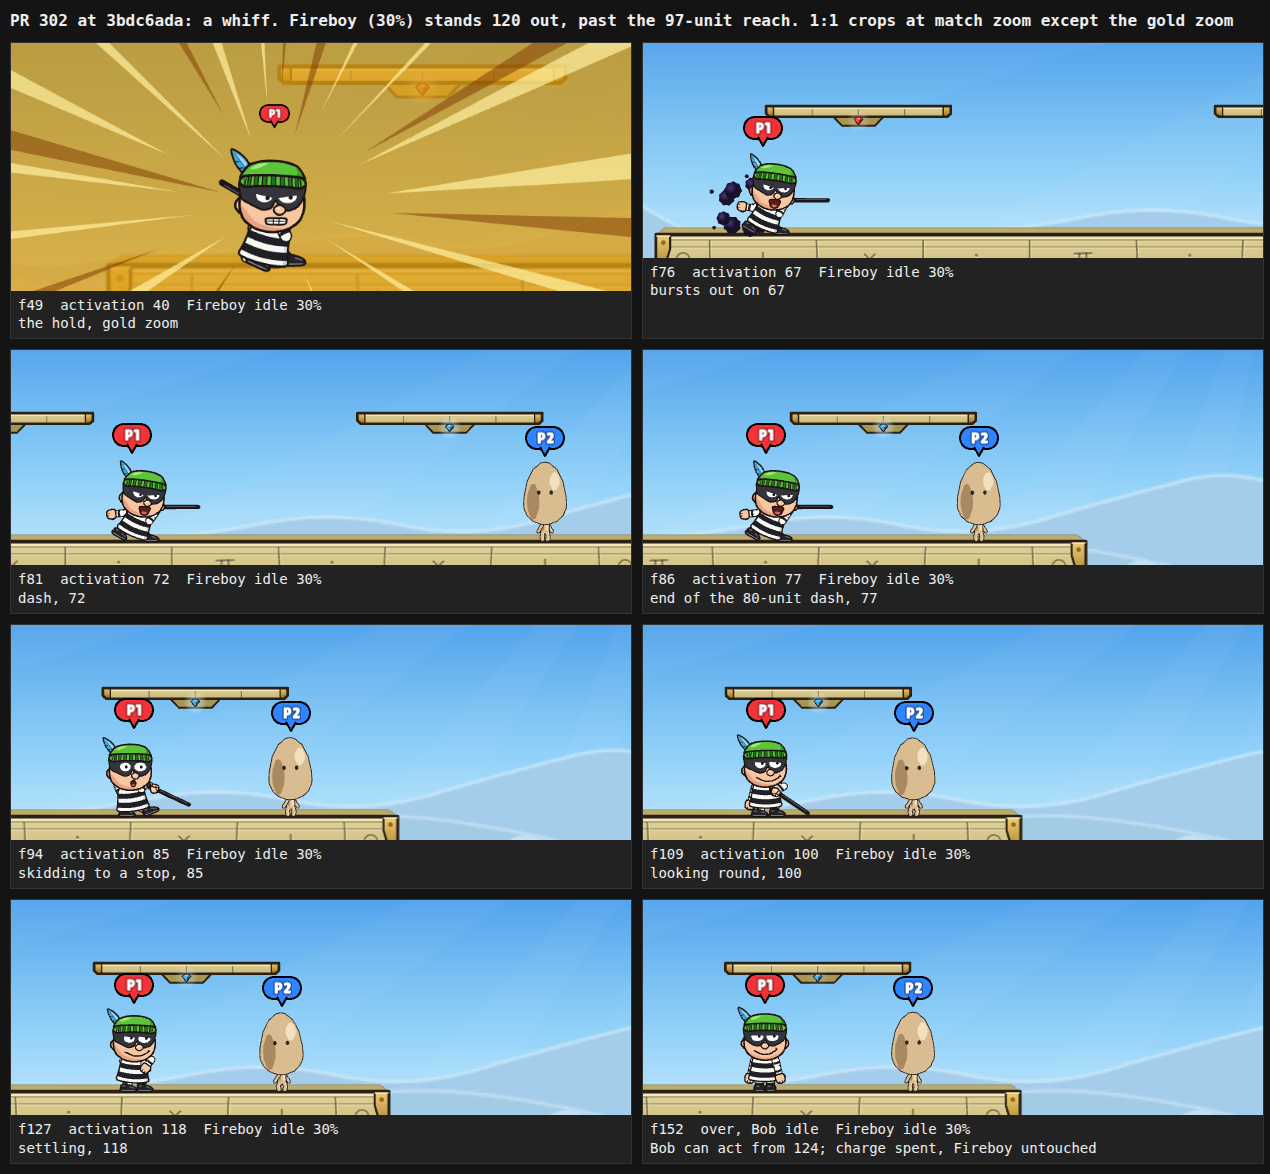 PR 302 at 3bdc6ada: a whiff. Fireboy (30%) stands 120 out, past the 97-unit reach. 1:1 crops at match zoom except the gold zoom
P1
f49 activation 40 Fireboy idle 30%
the hold, gold zoom
P1
f76 activation 67 Fireboy idle 30%
bursts out on 67
P1
P2
f81 activation 72 Fireboy idle 30%
dash, 72
P1
P2
f86 activation 77 Fireboy idle 30%
end of the 80-unit dash, 77
P1
P2
f94 activation 85 Fireboy idle 30%
skidding to a stop, 85
P1
P2
f109 activation 100 Fireboy idle 30%
looking round, 100
P1
P2
f127 activation 118 Fireboy idle 30%
settling, 118
P1
P2
f152 over, Bob idle Fireboy idle 30%
Bob can act from 124; charge spent, Fireboy untouched